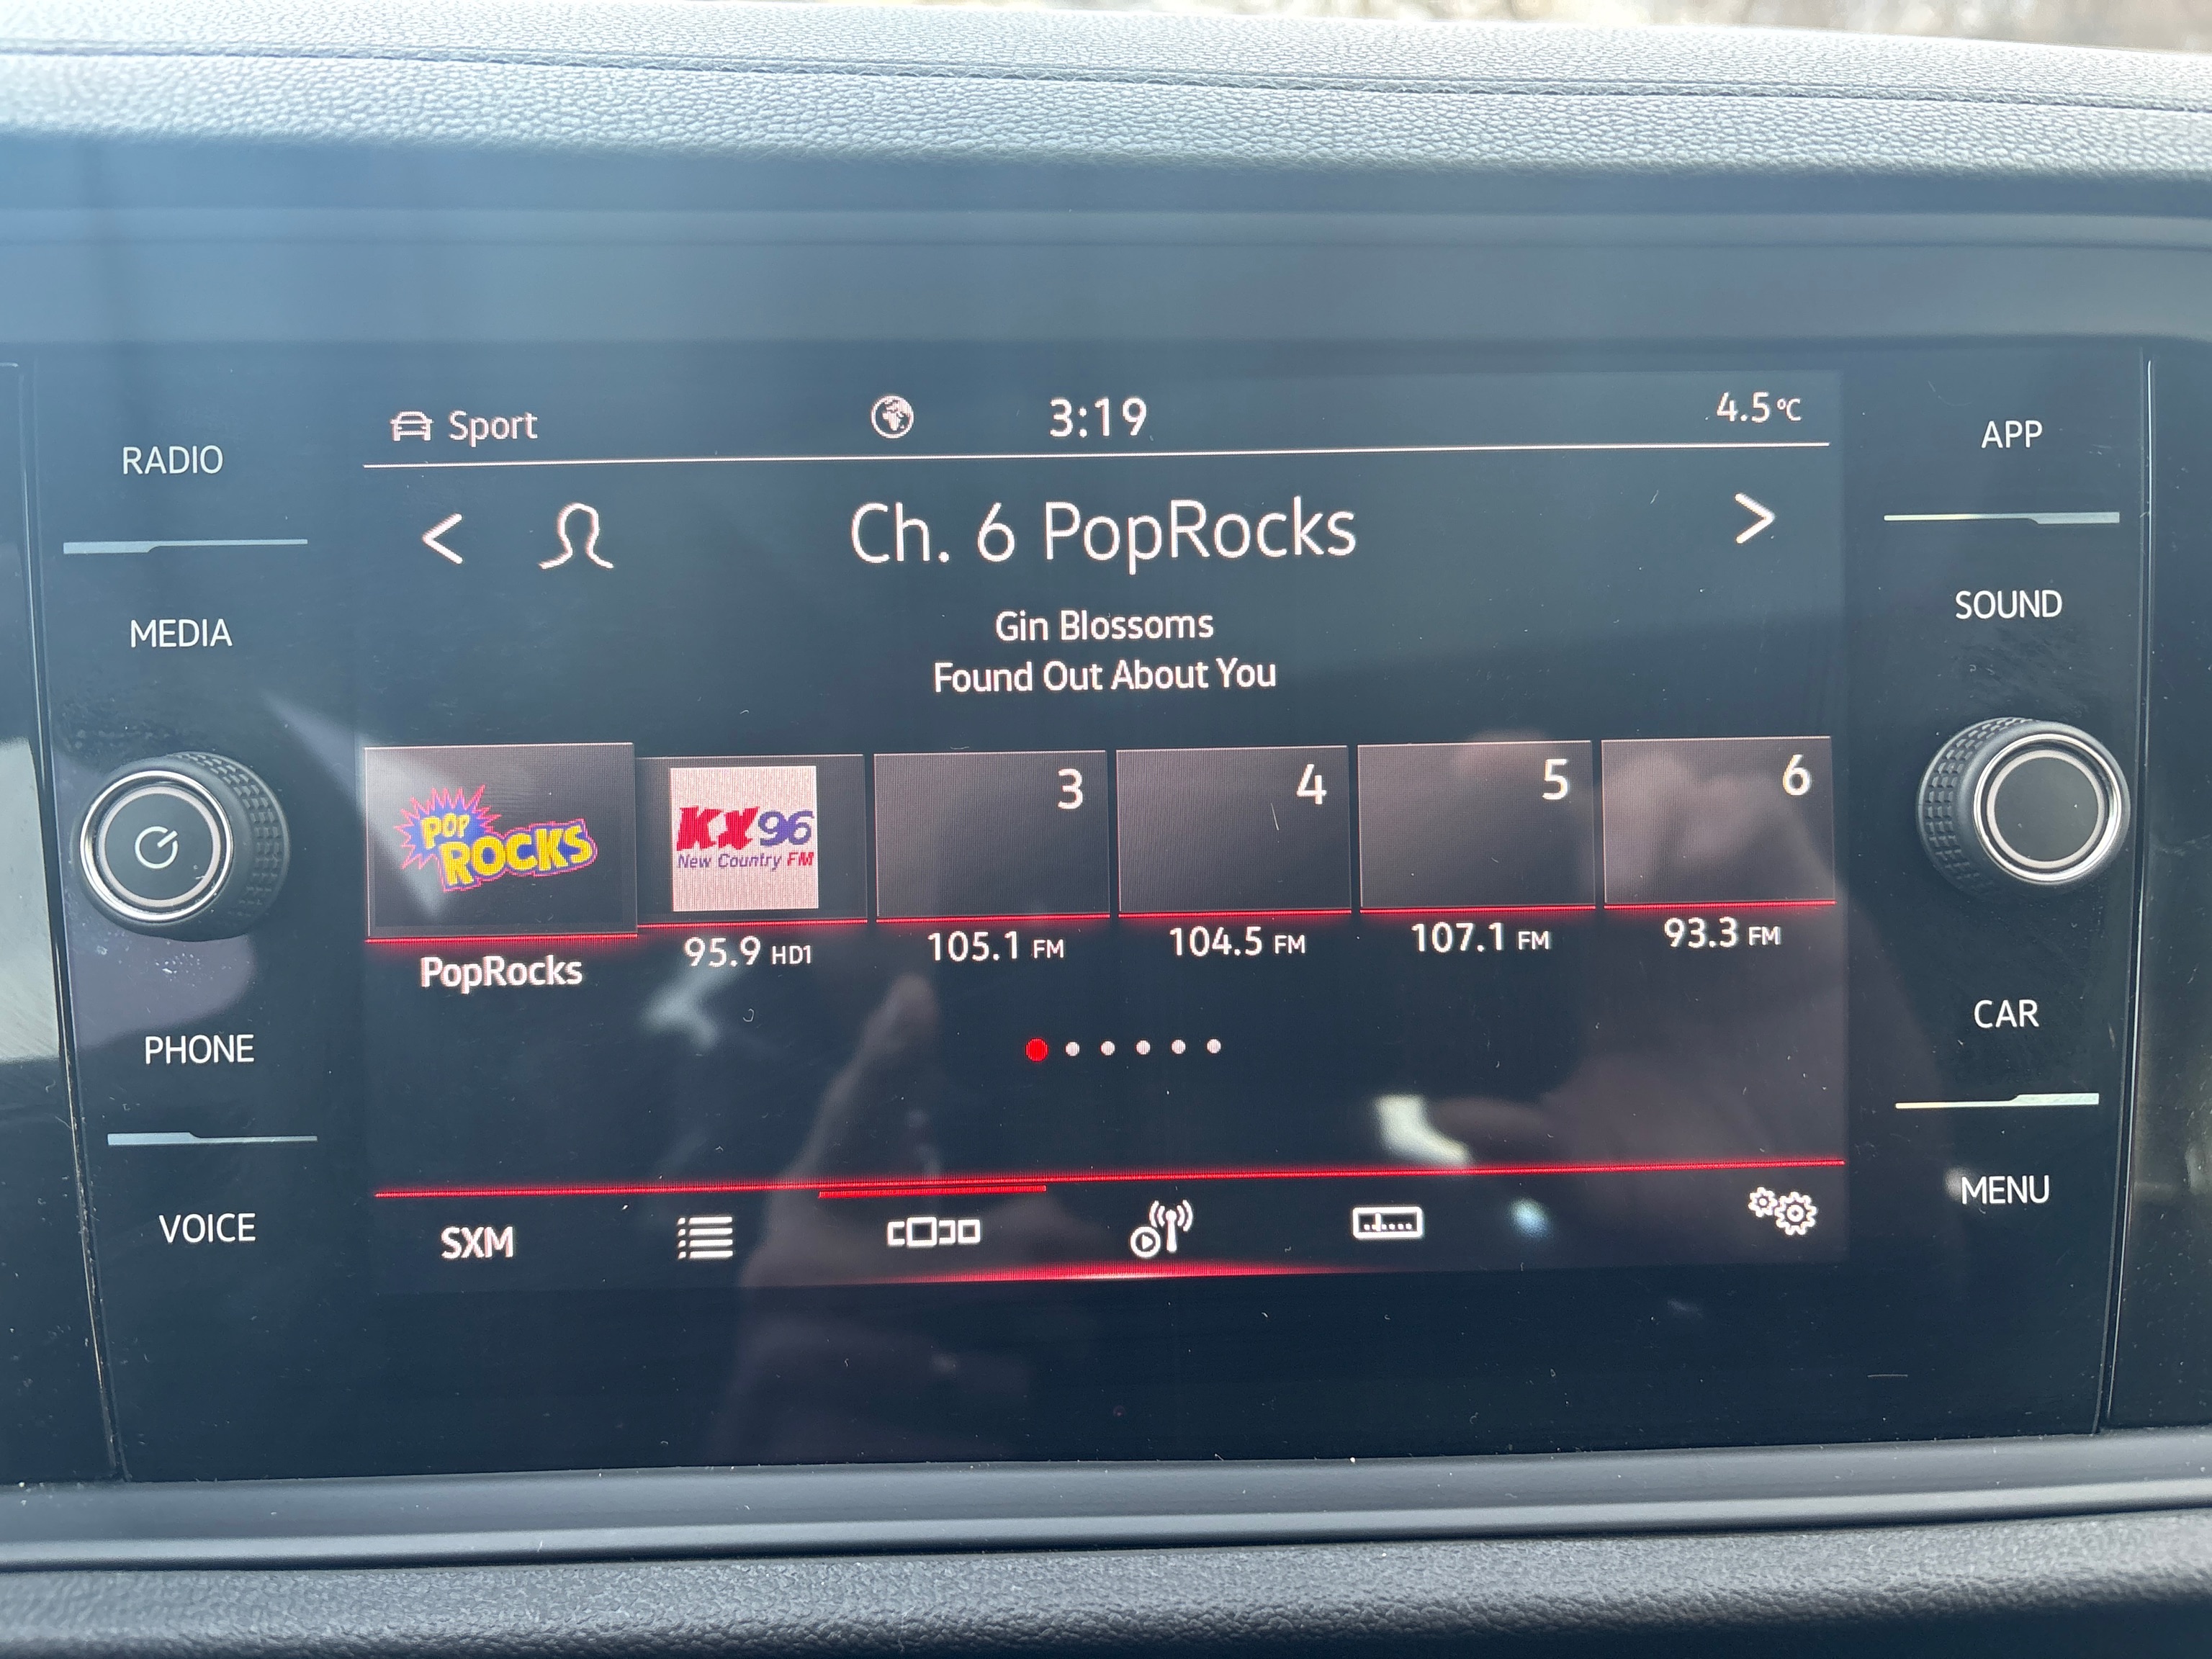 Sport 3:19 4.5°C
RADIO
APP
< Ch. 6 PopRocks >
SOUND
MEDIA
Gin Blossoms
Found Out About You
POP
ROCKS
KX96
New Country FM
3
4
5
6
PopRocks
95.9 HD1
105.1 FM
104.5 FM
107.1 FM
93.3 FM
PHONE
CAR
VOICE
SXM
MENU